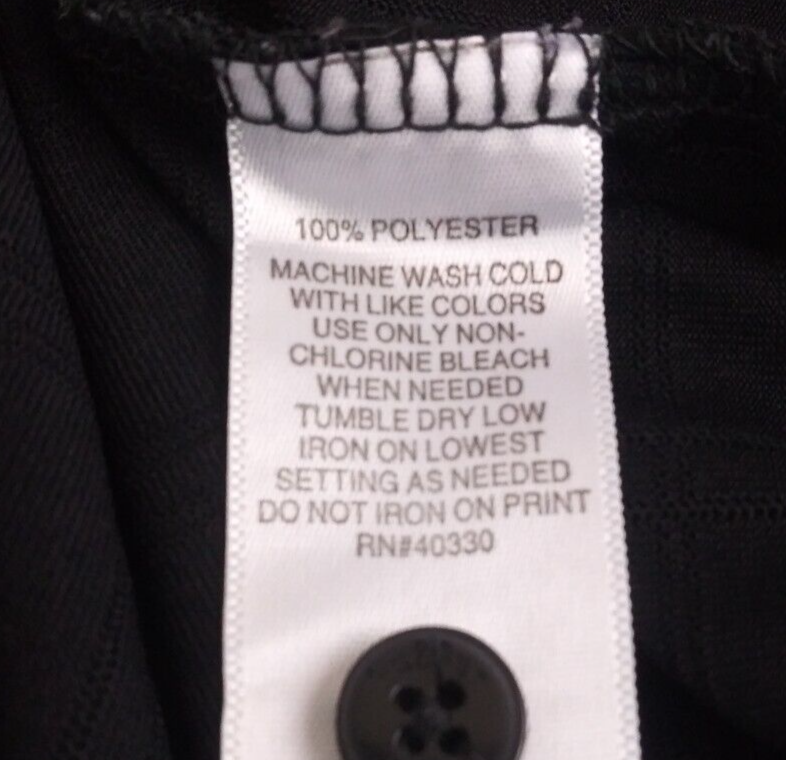 100% POLYESTER
MACHINE WASH COLD
WITH LIKE COLORS
USE ONLY NON-
CHLORINE BLEACH
WHEN NEEDED
TUMBLE DRY LOW
IRON ON LOWEST
SETTING AS NEEDED
DO NOT IRON ON PRINT
RN#40330